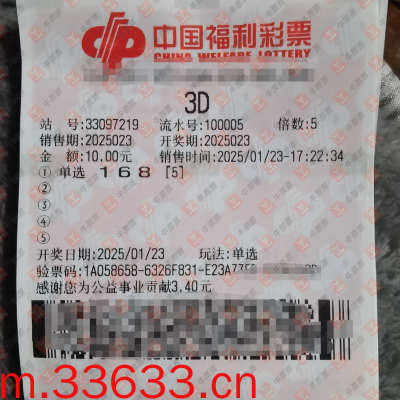 中国福利彩票
CHINA WELFARE LOTTERY
3D
站 号:33097219 流水号:100005 倍数:5
销售期:2025023 开奖期:2025023
金 额:10.00元 销售时间:2025/01/23-17:22:34
① 单选 1 6 8 [5]
②
③
④
⑤
开奖日期:2025/01/23 玩法:单选
验票码:1A058658-6326F831-E23A77
感谢您为公益事业贡献3.40元
m.33633.cn